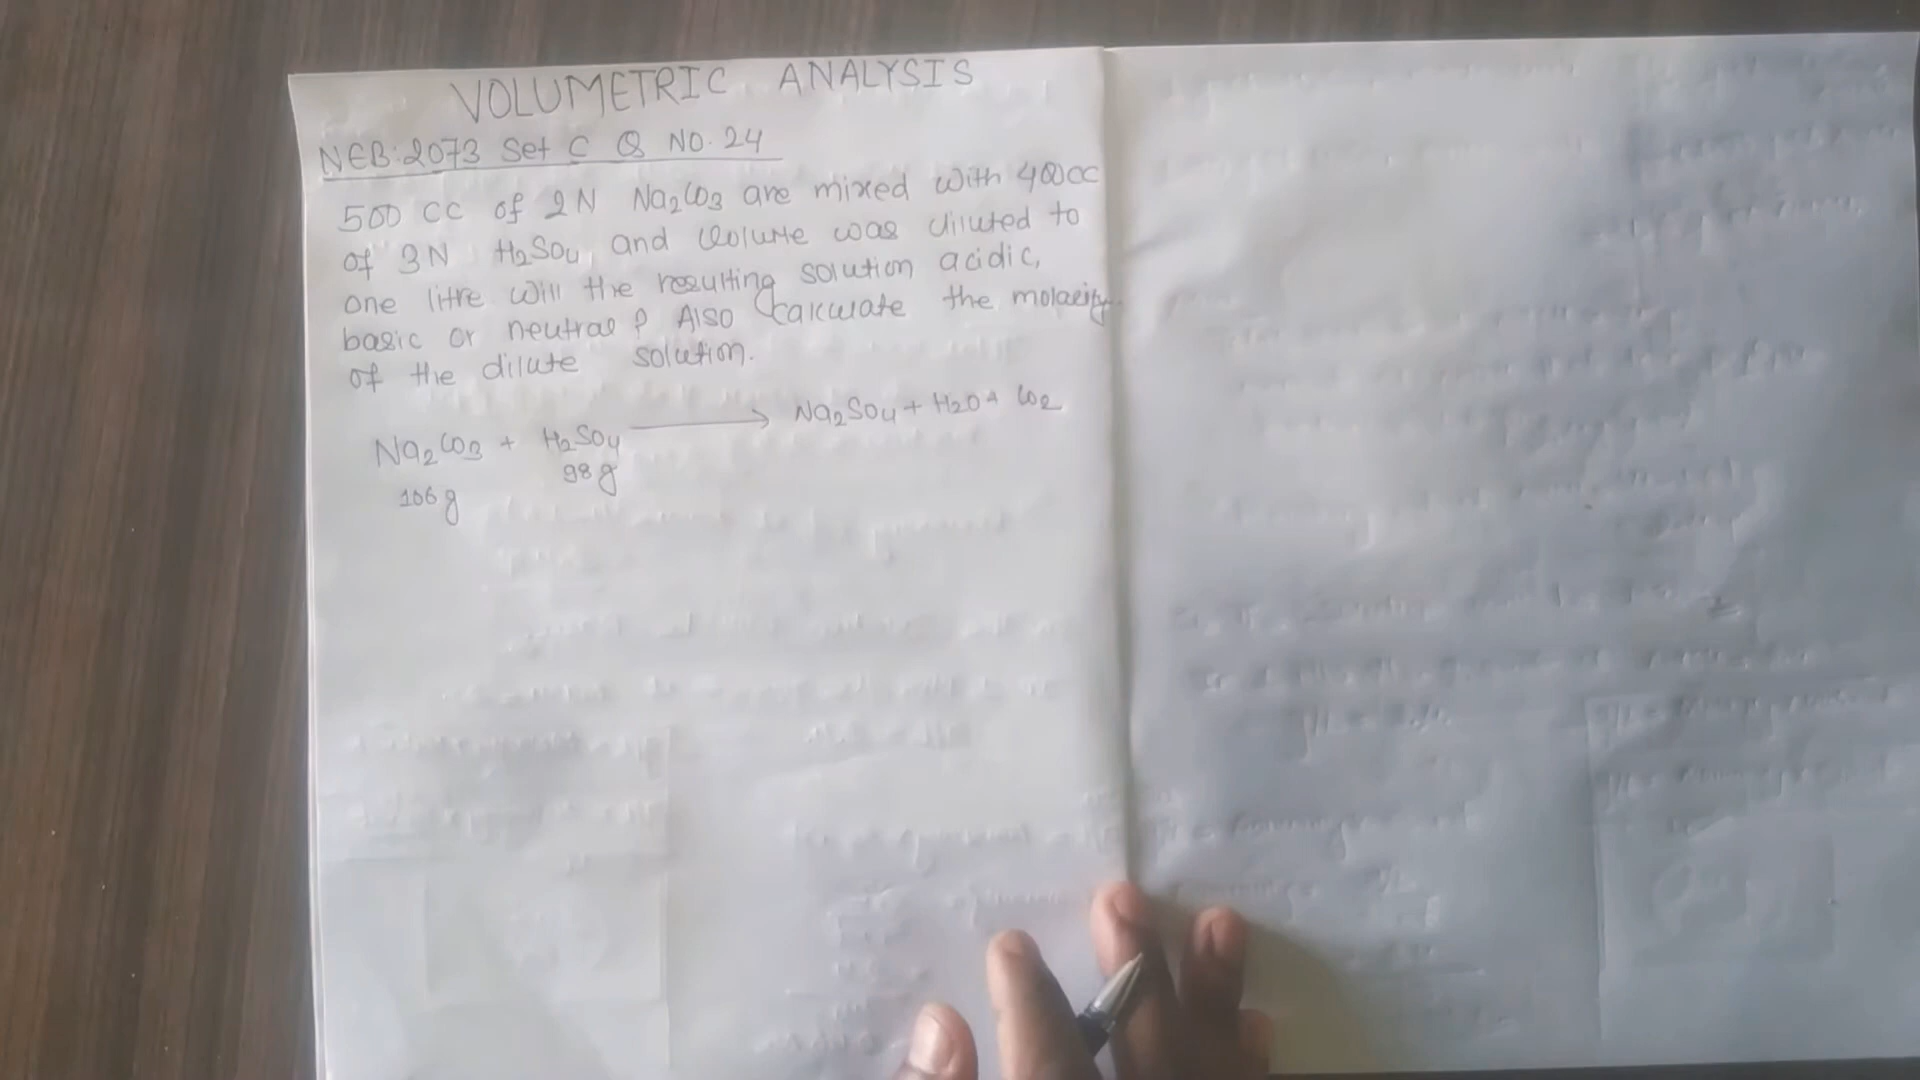 VOLUMETRIC ANALYSIS
NEB:2073 Set C Q NO. 24
500 cc of 2N Na2CO3 are mixed with 400cc
of 3N H2SO4 and volume was diluted to
one litre will the resulting solution acidic,
basic or neutral? Also calculate the molarity
of the dilute solution.
Na2CO3 + H2SO4 → Na2SO4 + H2O + CO2
106g 98g